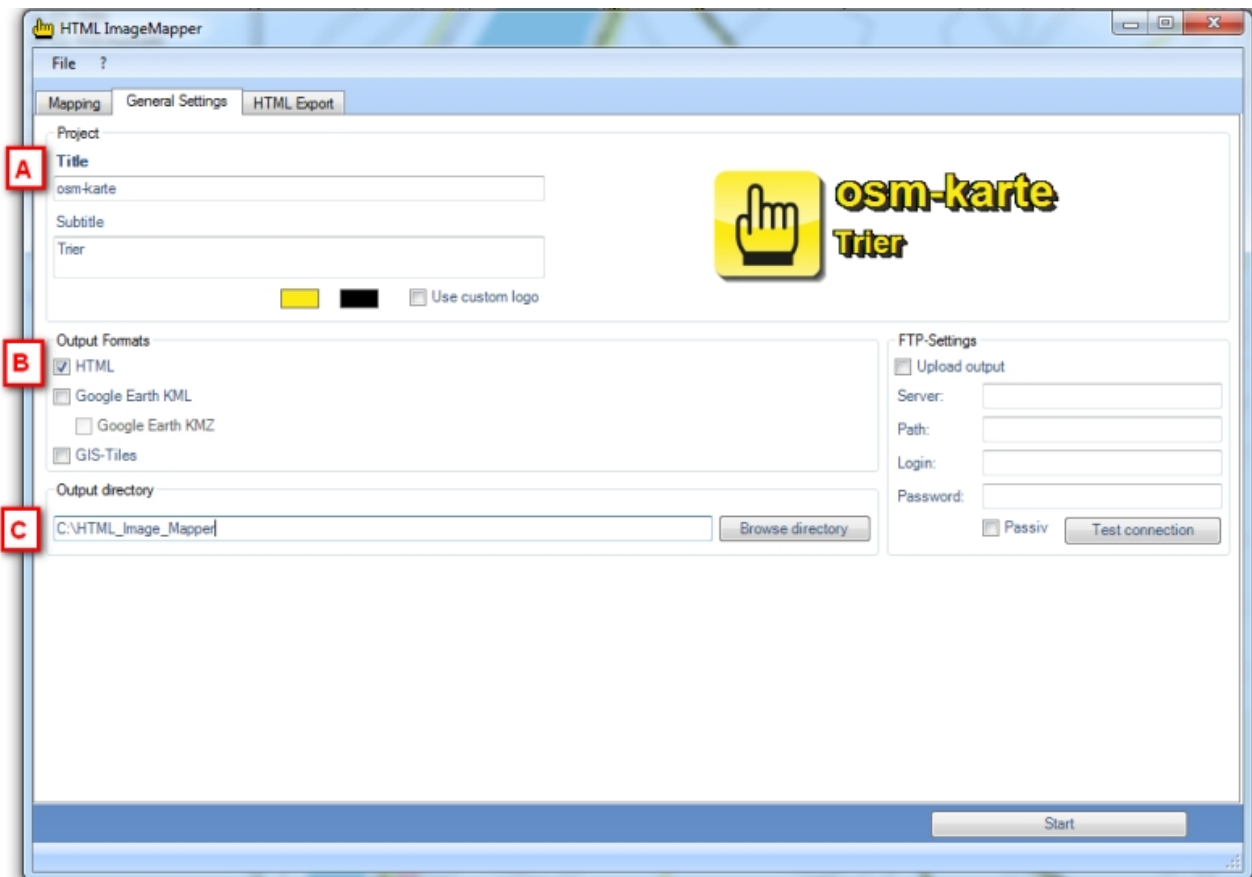 HTML ImageMapper
File ?
Mapping General Settings HTML Export
Project
A
Title
osm-karte
Subtitle
Trier
Use custom logo
osm-karte
Trier
B
Output Formats
HTML
Google Earth KML
Google Earth KMZ
GIS-Tiles
FTP-Settings
Upload output
Server:
Path:
Login:
Password:
Passiv Test connection
C
Output directory
C:\HTML_Image_Mapper Browse directory
Start